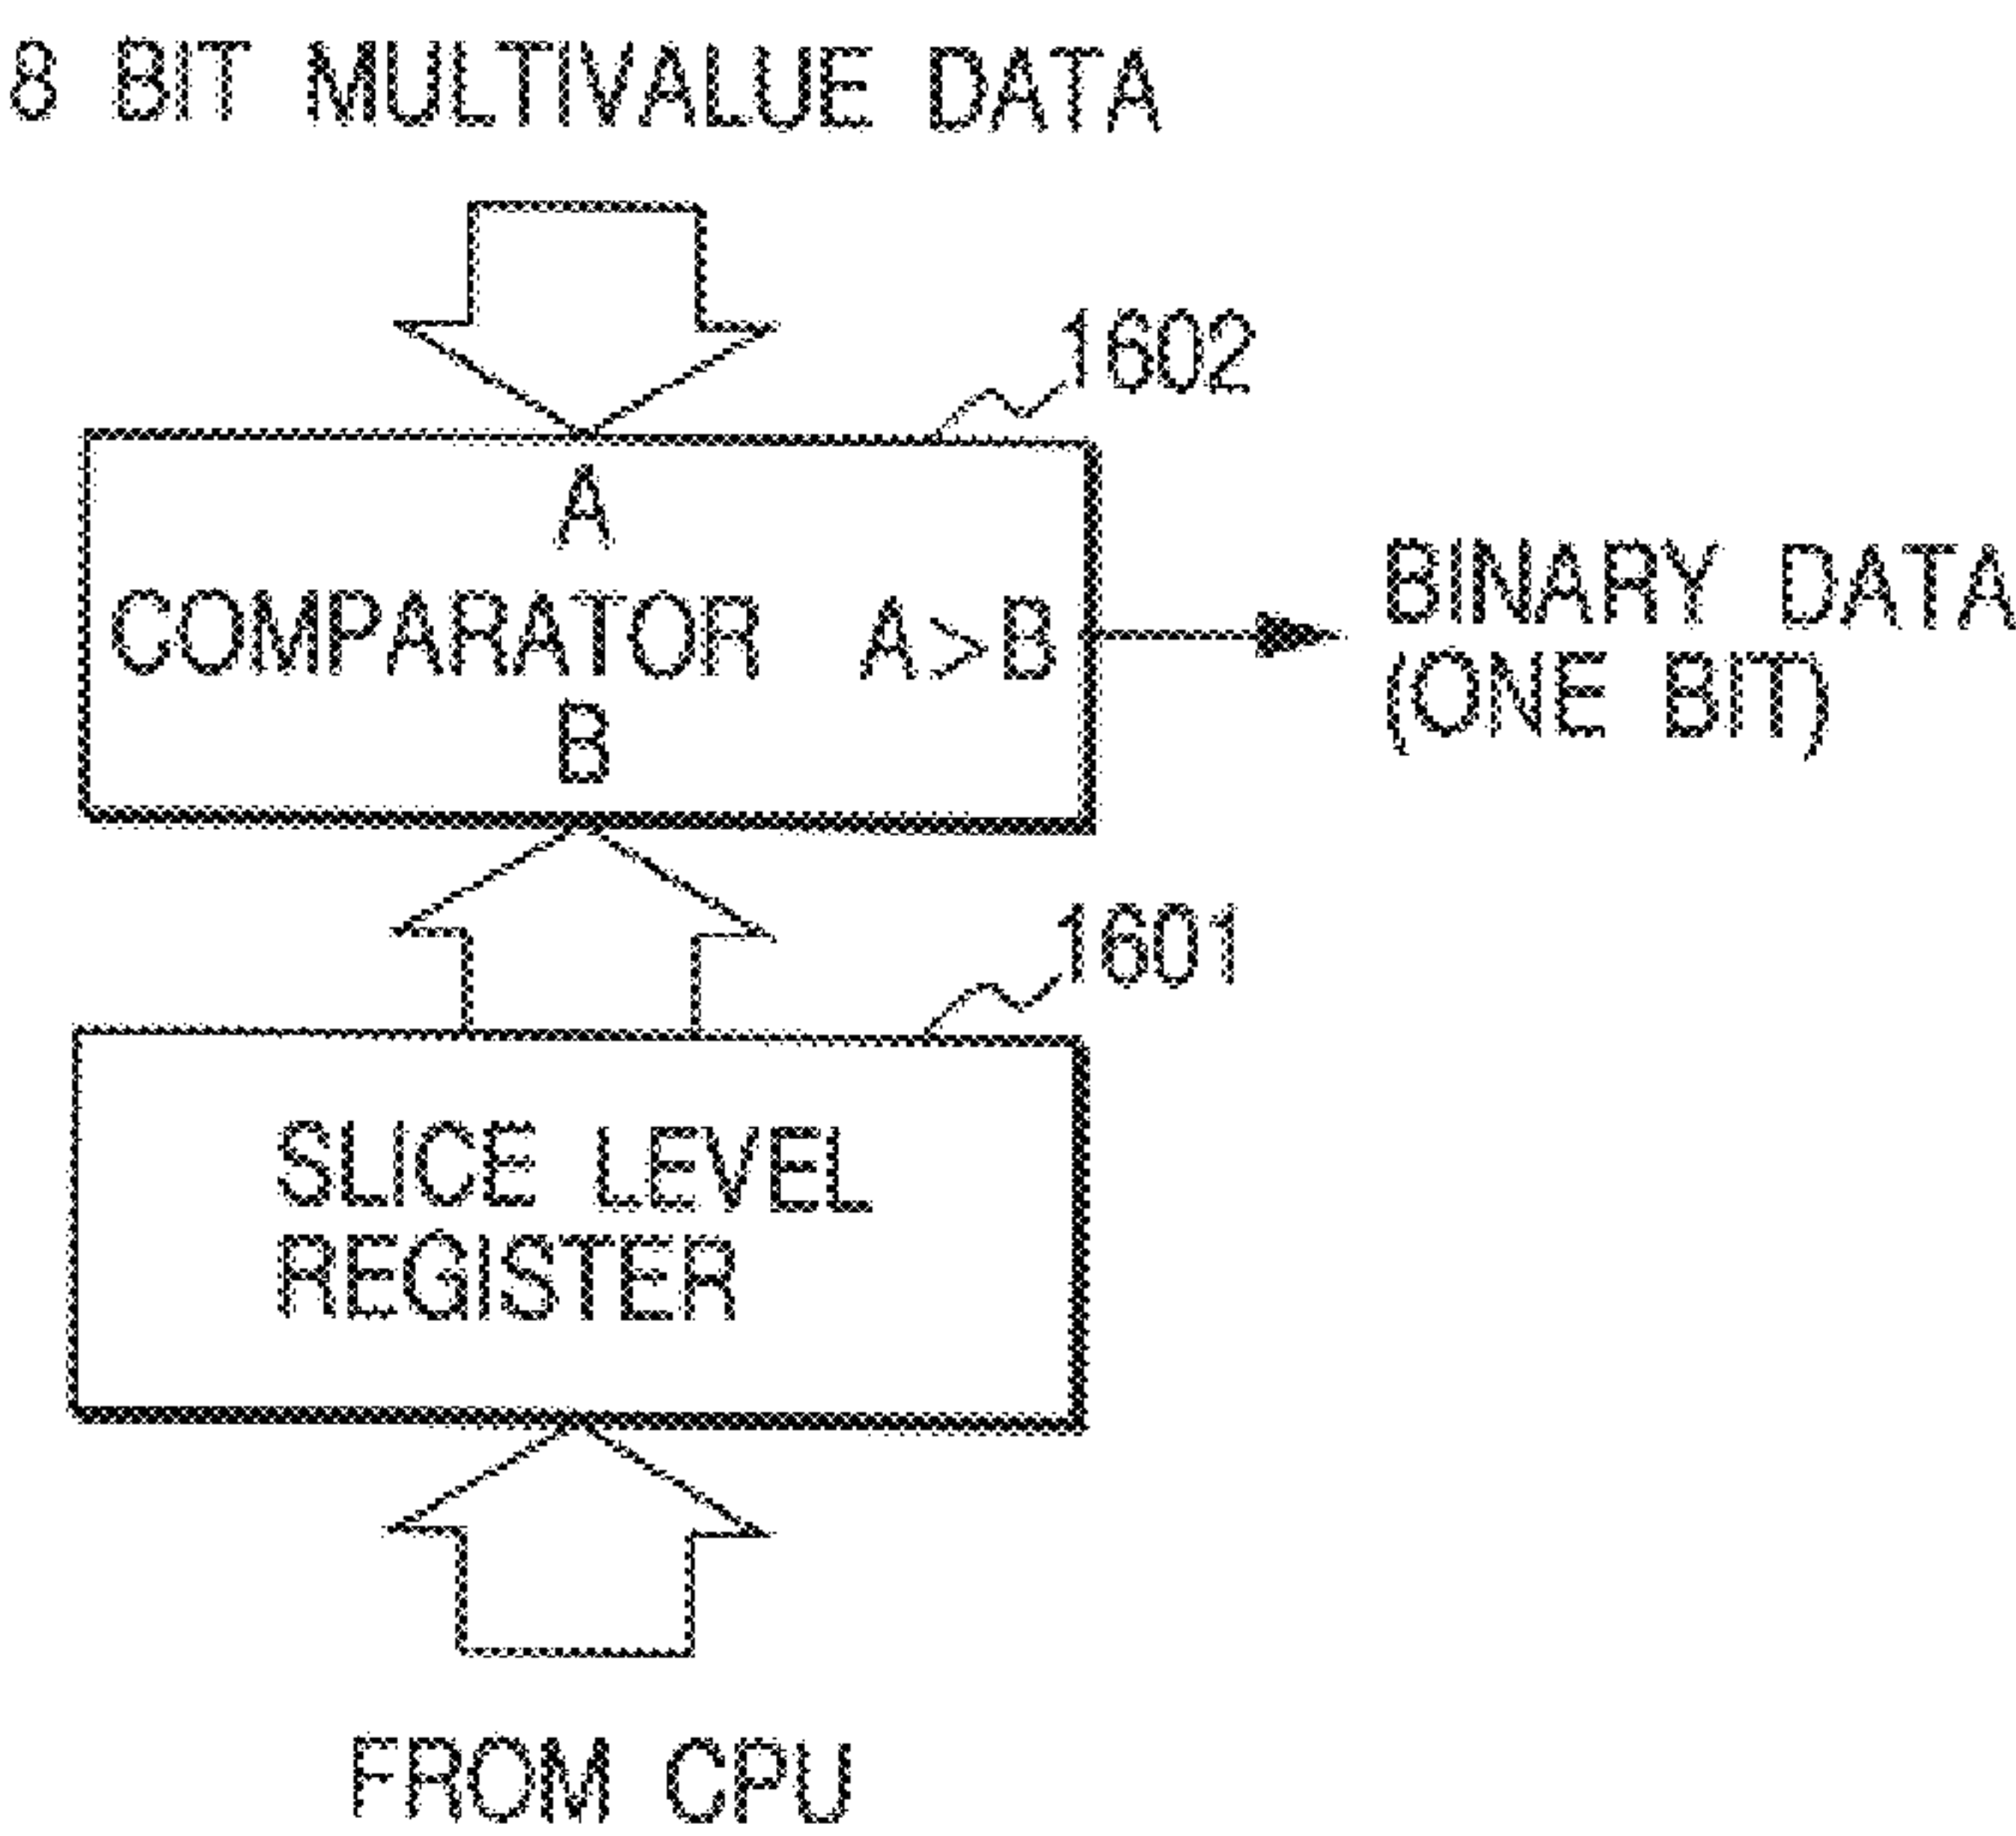 8 BIT MULTIVALUE DATA
1602
A
COMPARATOR A>B
B
BINARY DATA
(ONE BIT)
1601
SLICE LEVEL
REGISTER
FROM CPU